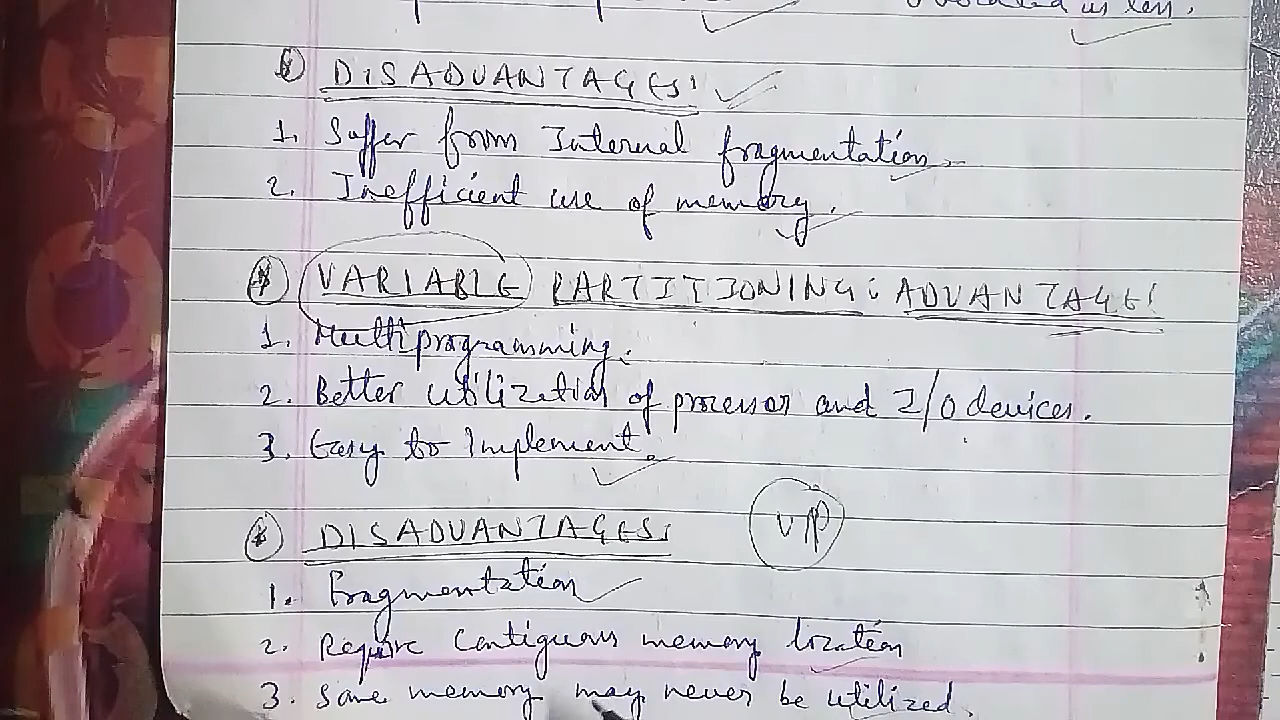 is less.
DISADVANTAGES:
1. Suffer from Internal fragmentation.
2. Inefficient use of memory.
VARIABLE PARTITIONING: ADVANTAGE:
1. Multiprogramming.
2. Better utilization of processor and I/O devices.
3. Easy to Implement.
DISADVANTAGES: VP
1. Fragmentation
2. Require Contiguous memory location
3. Some memory may never be utilized.